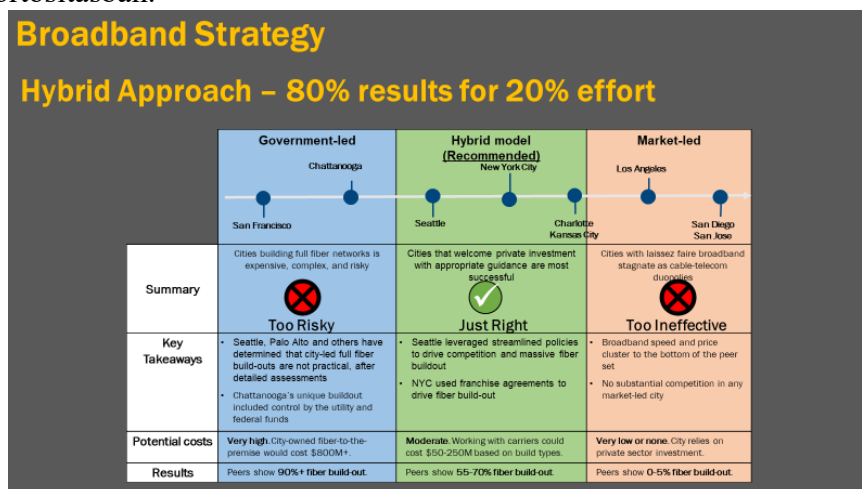 Broadband Strategy
Hybrid Approach – 80% results for 20% effort
Government-led
Hybrid model
(Recommended)
Market-led
Chattanooga
New York City
Los Angeles
San Francisco
Seattle
Charlotte
Kansas City
San Diego
San Jose
Summary
Cities building full fiber networks is
expensive, complex, and risky
Too Risky
Cities that welcome private investment
with appropriate guidance are most
successful
Just Right
Cities with laissez faire broadband
stagnate as cable-telecom
duopolies
Too Ineffective
Key
Takeaways
• Seattle, Palo Alto and others have
determined that city-led full fiber
build-outs are not practical, after
detailed assessments
• Chattanooga's unique buildout
included control by the utility and
federal funds
• Seattle leveraged streamlined policies
to drive competition and massive fiber
buildout
• NYC used franchise agreements to
drive fiber build-out
• Broadband speed and price
cluster to the bottom of the peer
set
• No substantial competition in any
market-led city
Potential costs
Very high. City-owned fiber-to-the-
premise would cost $800M+.
Moderate. Working with carriers could
cost $50-250M based on build types.
Very low or none. City relies on
private sector investment.
Results
Peers show 90%+ fiber build-out.
Peers show 55-70% fiber build-out.
Peers show 0-5% fiber build-out.